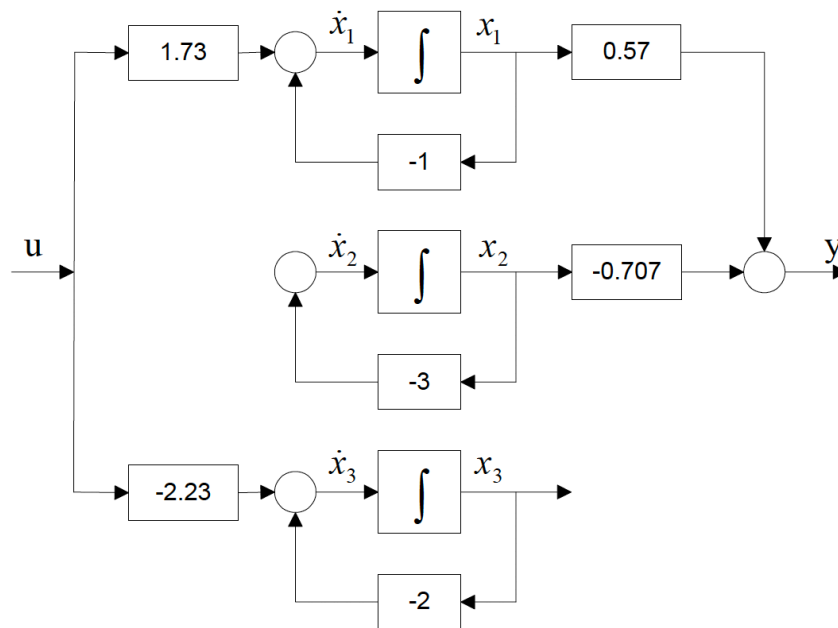 1.73 ẋ₁ ∫ x₁ 0.57
-1
u ẋ₂ ∫ x₂ -0.707 y
-3
-2.23 ẋ₃ ∫ x₃
-2